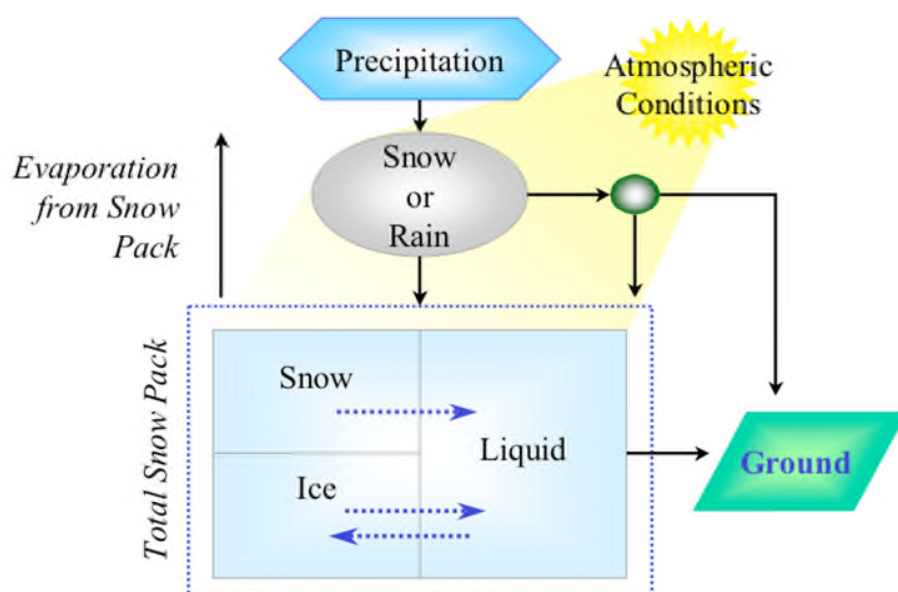 Precipitation
Atmospheric
Conditions
Evaporation
from Snow
Pack
Snow
or
Rain
Total Snow Pack
Snow
Liquid
Ice
Ground